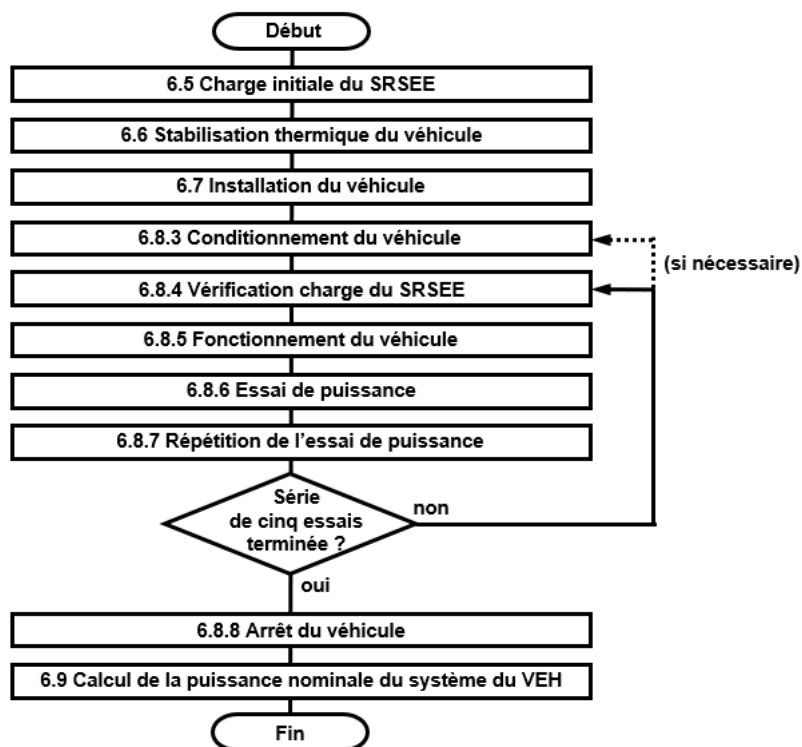 Début
6.5 Charge initiale du SRSEE
6.6 Stabilisation thermique du véhicule
6.7 Installation du véhicule
6.8.3 Conditionnement du véhicule
(si nécessaire)
6.8.4 Vérification charge du SRSEE
6.8.5 Fonctionnement du véhicule
6.8.6 Essai de puissance
6.8.7 Répétition de l’essai de puissance
Série
de cinq essais
terminée ?
non
oui
6.8.8 Arrêt du véhicule
6.9 Calcul de la puissance nominale du système du VEH
Fin